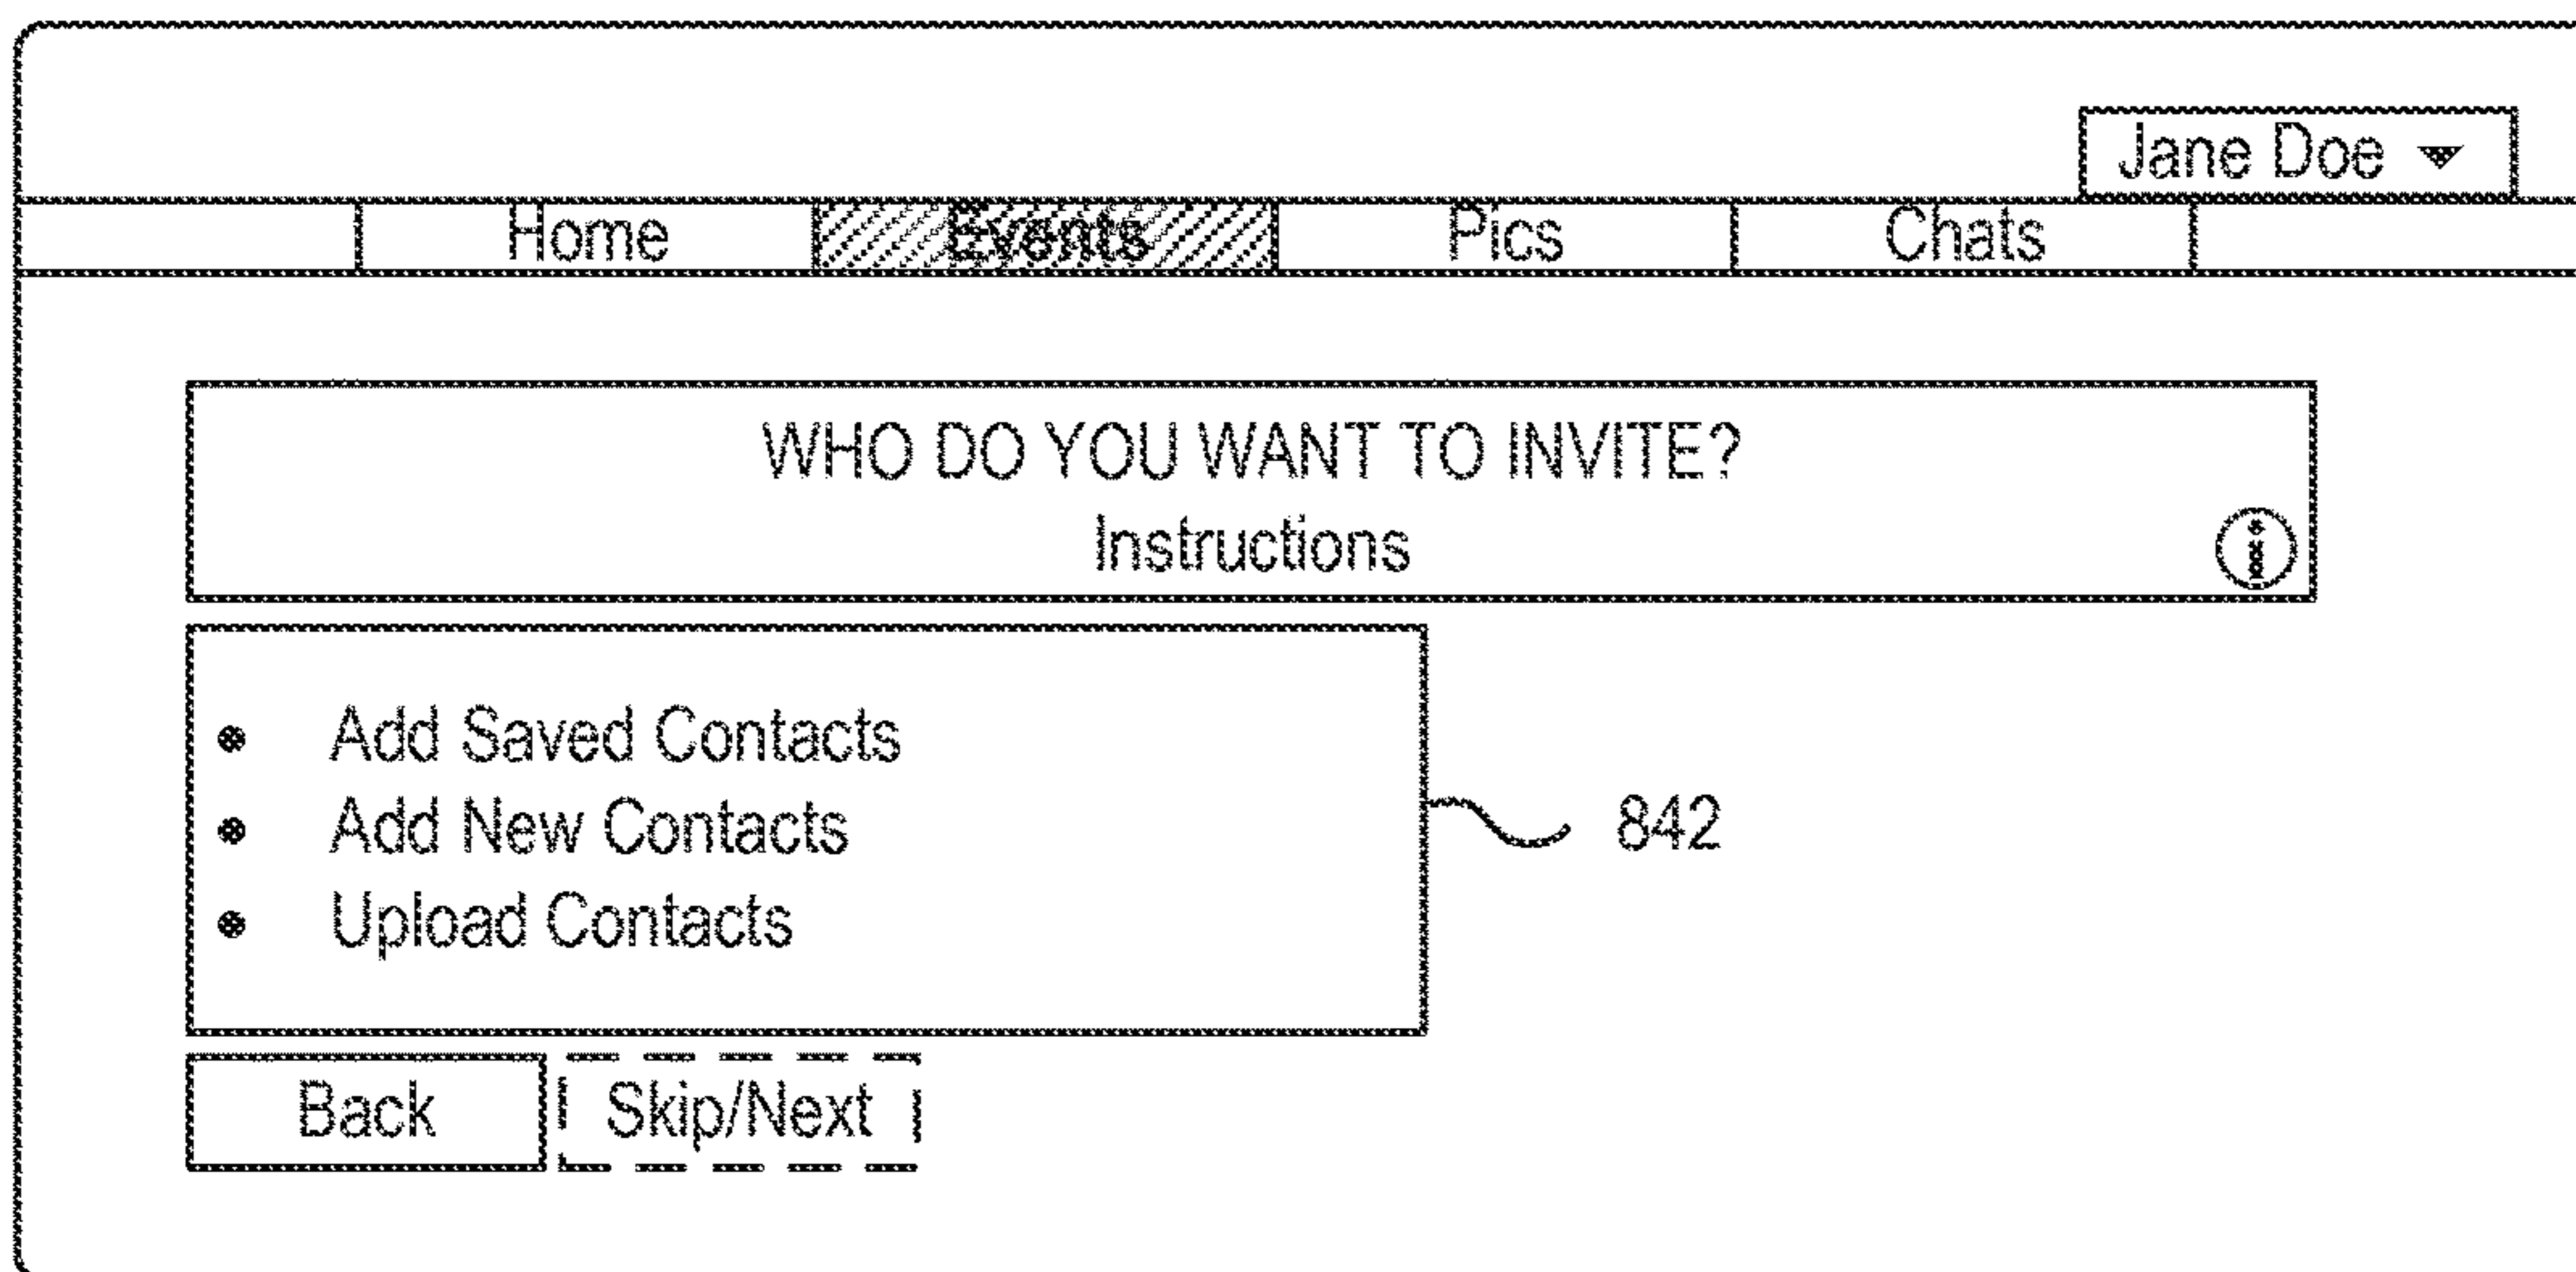 Jane Doe
Home Events Pics Chats
WHO DO YOU WANT TO INVITE?
Instructions
i
• Add Saved Contacts
• Add New Contacts
• Upload Contacts
842
Back Skip/Next